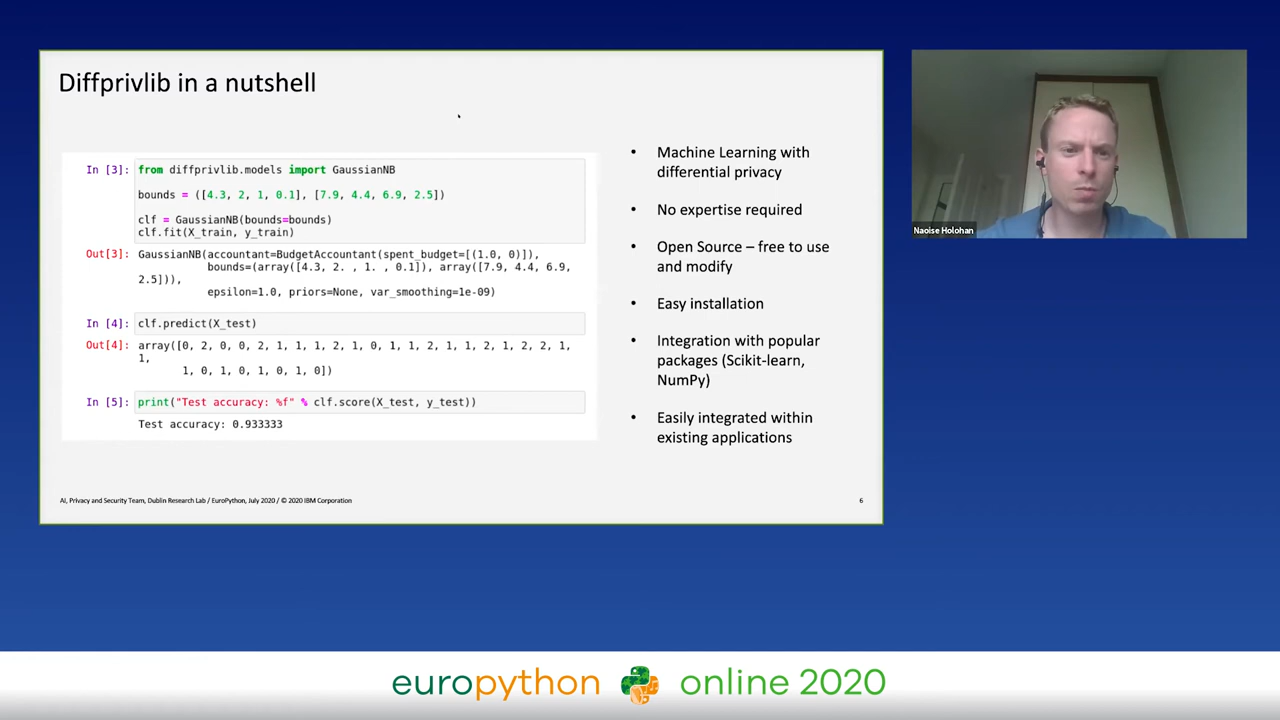 Diffprivlib in a nutshell
In [3]: from diffprivlib.models import GaussianNB
bounds = ([4.3, 2, 1, 0.1], [7.9, 4.4, 6.9, 2.5])
clf = GaussianNB(bounds=bounds)
clf.fit(X_train, y_train)
Out[3]: GaussianNB(accountant=BudgetAccountant(spent_budget=[(1.0, 0)]),
bounds=(array([4.3, 2. , 1. , 0.1]), array([7.9, 4.4, 6.9,
2.5])),
epsilon=1.0, priors=None, var_smoothing=1e-09)
In [4]: clf.predict(X_test)
Out[4]: array([0, 2, 0, 0, 2, 1, 1, 1, 2, 1, 0, 1, 1, 2, 1, 1, 2, 1, 2, 2, 1,
1,
1, 0, 1, 0, 1, 0, 1, 0])
In [5]: print("Test accuracy: %f" % clf.score(X_test, y_test))
Test accuracy: 0.933333
• Machine Learning with
differential privacy
• No expertise required
• Open Source – free to use
and modify
• Easy installation
• Integration with popular
packages (Scikit-learn,
NumPy)
• Easily integrated within
existing applications
AI, Privacy and Security Team, Dublin Research Lab / EuroPython, July 2020 / © 2020 IBM Corporation
6
Naoise Holohan
europython online 2020